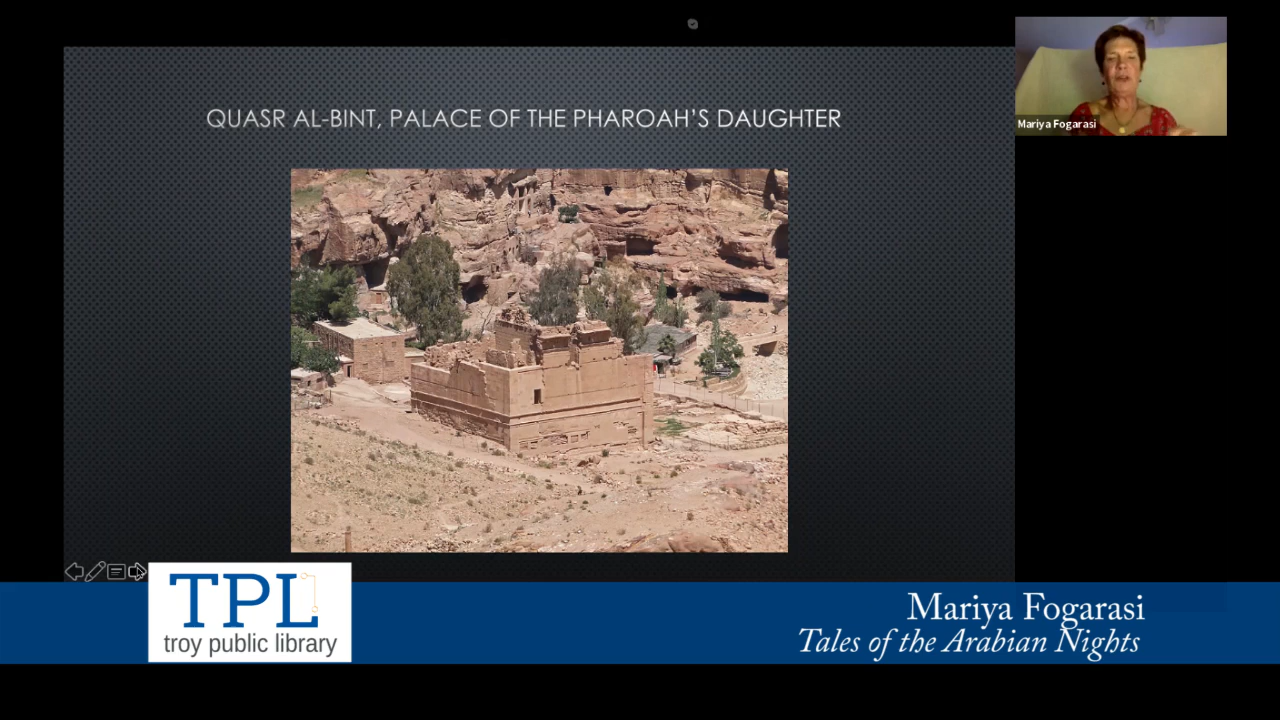 QUASR AL-BINT, PALACE OF THE PHAROAH'S DAUGHTER
Mariya Fogarasi
TPL
troy public library
Mariya Fogarasi
Tales of the Arabian Nights